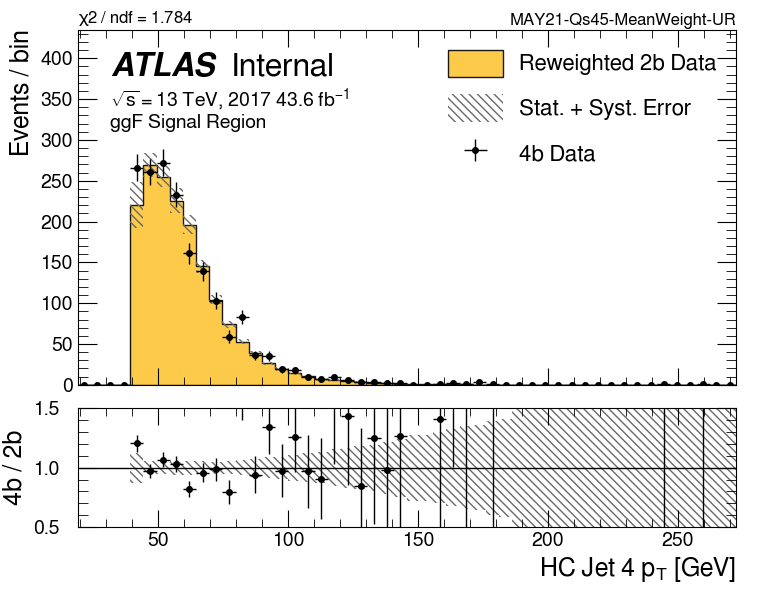 χ2 / ndf = 1.784
MAY21-Qs45-MeanWeight-UR
ATLAS Internal
√s = 13 TeV, 2017 43.6 fb⁻¹
ggF Signal Region
Reweighted 2b Data
Stat. + Syst. Error
4b Data
Events / bin
400
350
300
250
200
150
100
50
0
4b / 2b
1.5
1.0
0.5
50 100 150 200 250
HC Jet 4 p_T [GeV]